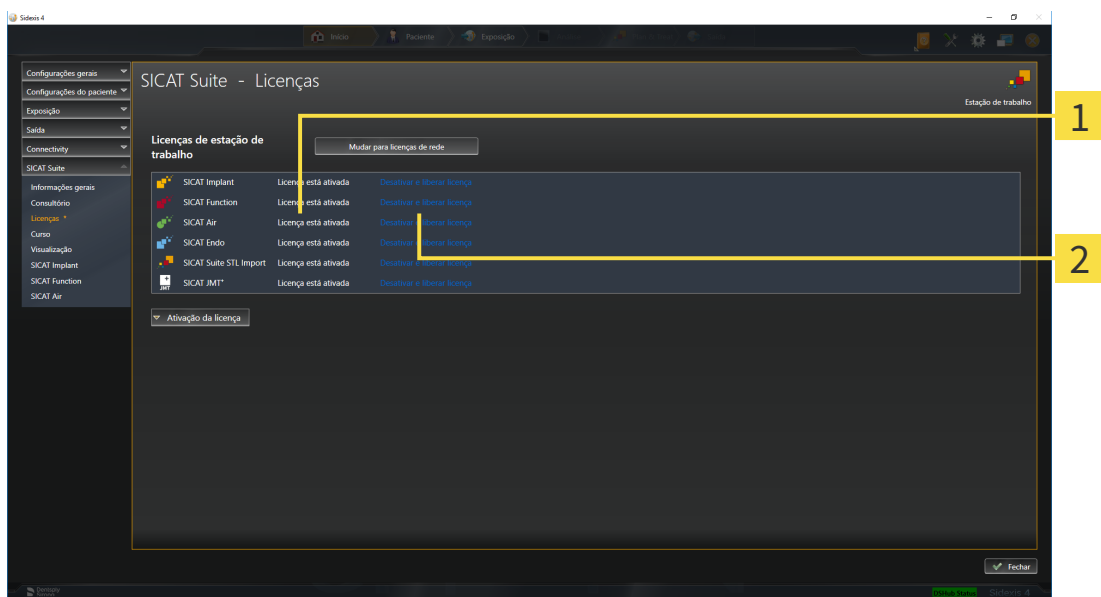 Sidexis 4
Início
Paciente
Exposição
Configurações gerais
Configurações do paciente
Exposição
Saída
Connectivity
SICAT Suite
Informações gerais
Consultório
Licenças *
Curso
Visualização
SICAT Implant
SICAT Function
SICAT Air
SICAT Suite - Licenças
Estação de trabalho
Licenças de estação de
trabalho
Mudar para licenças de rede
SICAT Implant Licença está ativada Desativar e liberar licença
SICAT Function Licença está ativada Desativar e liberar licença
SICAT Air Licença está ativada Desativar e liberar licença
SICAT Endo Licença está ativada Desativar e liberar licença
SICAT Suite STL Import Licença está ativada Desativar e liberar licença
JMT SICAT JMT⁺ Licença está ativada Desativar e liberar licença
Ativação da licença
1
2
Fechar
Dentsply
Sirona
DSHub Status
Sidexis 4